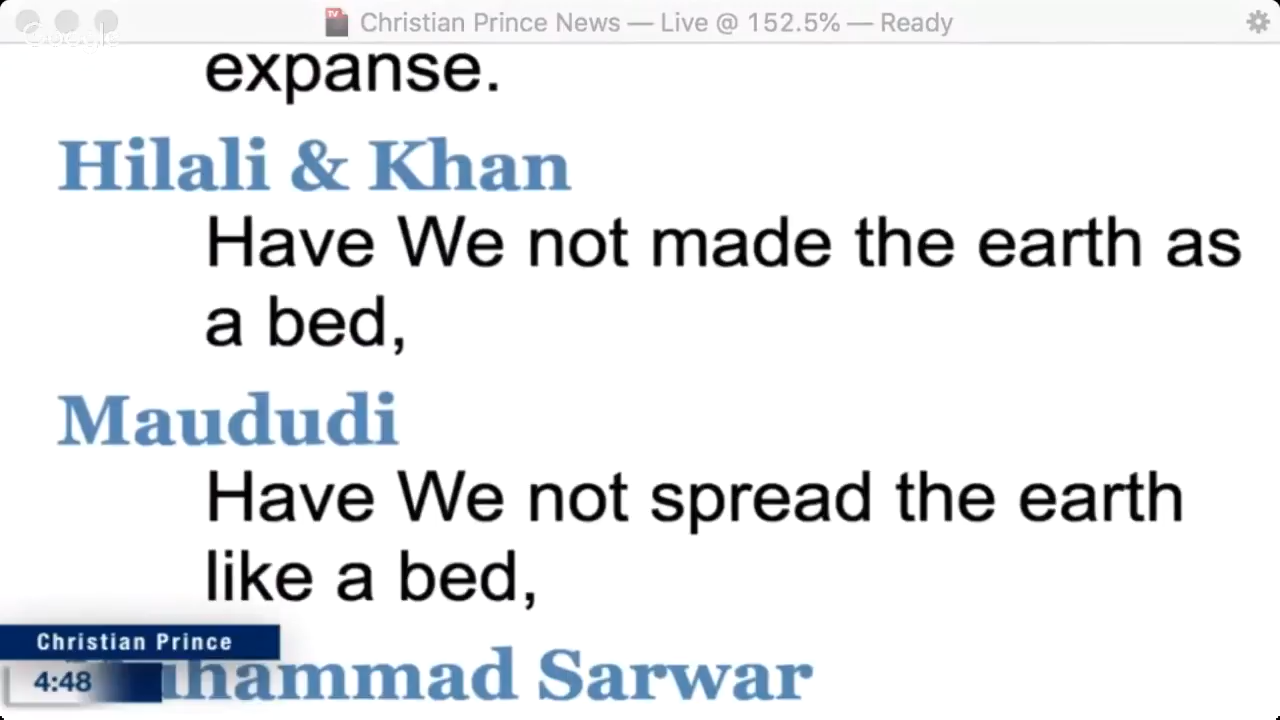 Christian Prince News — Live @ 152.5% — Ready
Google
expanse.
Hilali & Khan
Have We not made the earth as
a bed,
Maududi
Have We not spread the earth
like a bed,
Christian Prince
4:48
Sarwar